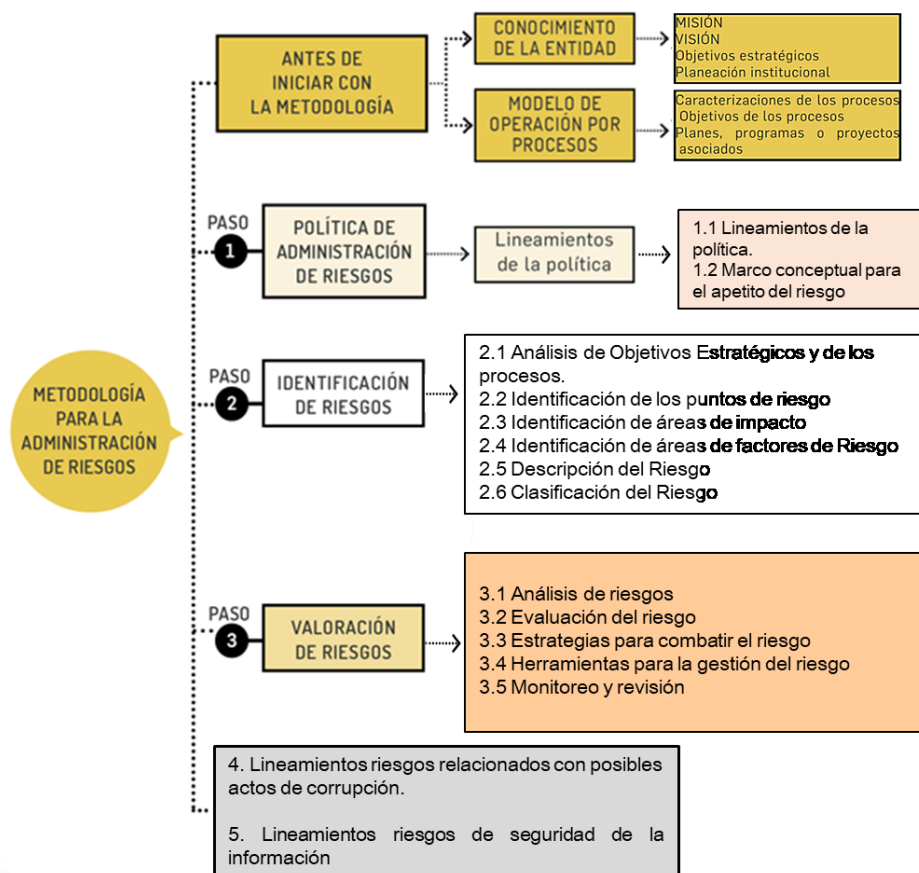 METODOLOGÍA
PARA LA
ADMINISTRACIÓN
DE RIESGOS
ANTES DE
INICIAR CON
LA METODOLOGÍA
CONOCIMIENTO
DE LA ENTIDAD
MISIÓN
VISIÓN
Objetivos estratégicos
Planeación institucional
MODELO DE
OPERACIÓN POR
PROCESOS
Caracterizaciones de los procesos
Objetivos de los procesos
Planes, programas o proyectos
asociados
PASO
1
POLÍTICA DE
ADMINISTRACIÓN
DE RIESGOS
Lineamientos
de la política
1.1 Lineamientos de la
política.
1.2 Marco conceptual para
el apetito del riesgo
PASO
2
IDENTIFICACIÓN
DE RIESGOS
2.1 Análisis de Objetivos Estratégicos y de los
procesos.
2.2 Identificación de los puntos de riesgo
2.3 Identificación de áreas de impacto
2.4 Identificación de áreas de factores de Riesgo
2.5 Descripción del Riesgo
2.6 Clasificación del Riesgo
PASO
3
VALORACIÓN
DE RIESGOS
3.1 Análisis de riesgos
3.2 Evaluación del riesgo
3.3 Estrategias para combatir el riesgo
3.4 Herramientas para la gestión del riesgo
3.5 Monitoreo y revisión
4. Lineamientos riesgos relacionados con posibles
actos de corrupción.
5. Lineamientos riesgos de seguridad de la
información